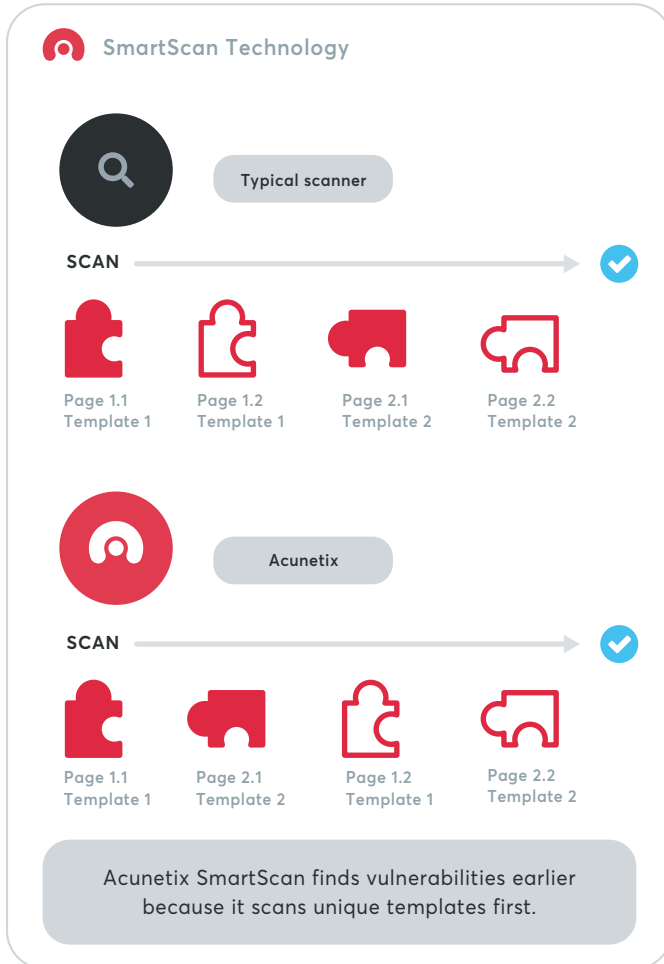 SmartScan Technology
Typical scanner
SCAN
Page 1.1
Template 1
Page 1.2
Template 1
Page 2.1
Template 2
Page 2.2
Template 2
Acunetix
SCAN
Page 1.1
Template 1
Page 2.1
Template 2
Page 1.2
Template 1
Page 2.2
Template 2
Acunetix SmartScan finds vulnerabilities earlier
because it scans unique templates first.